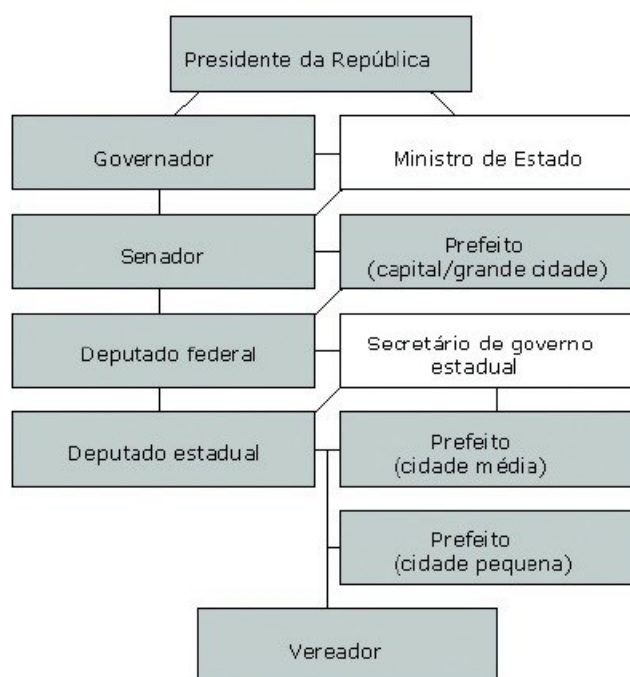 Presidente da República
Governador
Ministro de Estado
Senador
Prefeito
(capital/grande cidade)
Deputado federal
Secretário de governo
estadual
Deputado estadual
Prefeito
(cidade média)
Prefeito
(cidade pequena)
Vereador